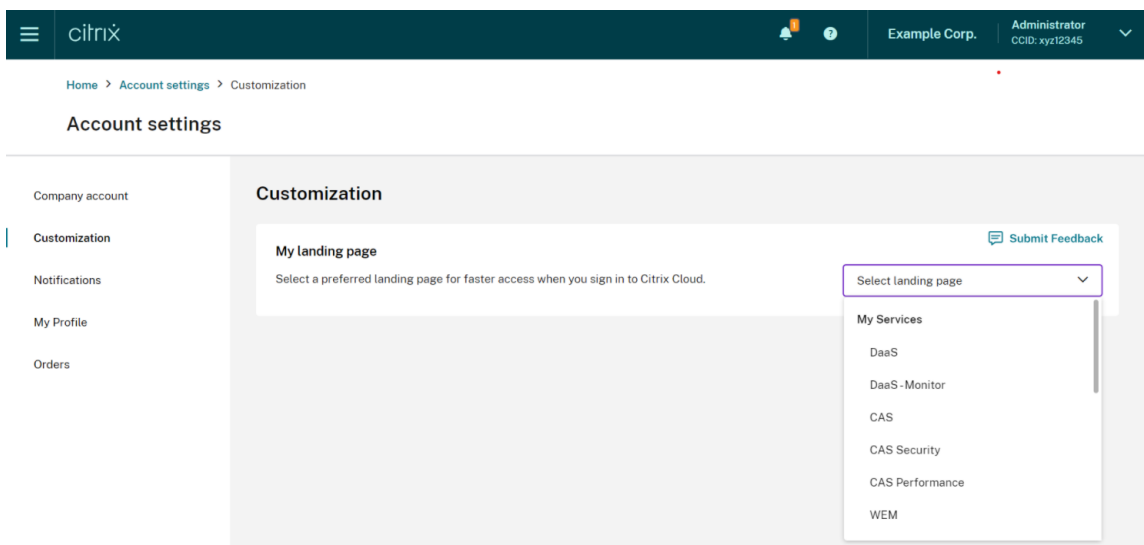 citrix
1
?
Example Corp.
Administrator
CCID: xyz12345
Home > Account settings > Customization
Account settings
Company account
Customization
Notifications
My Profile
Orders
Customization
Submit Feedback
My landing page
Select a preferred landing page for faster access when you sign in to Citrix Cloud.
Select landing page
My Services
DaaS
DaaS - Monitor
CAS
CAS Security
CAS Performance
WEM